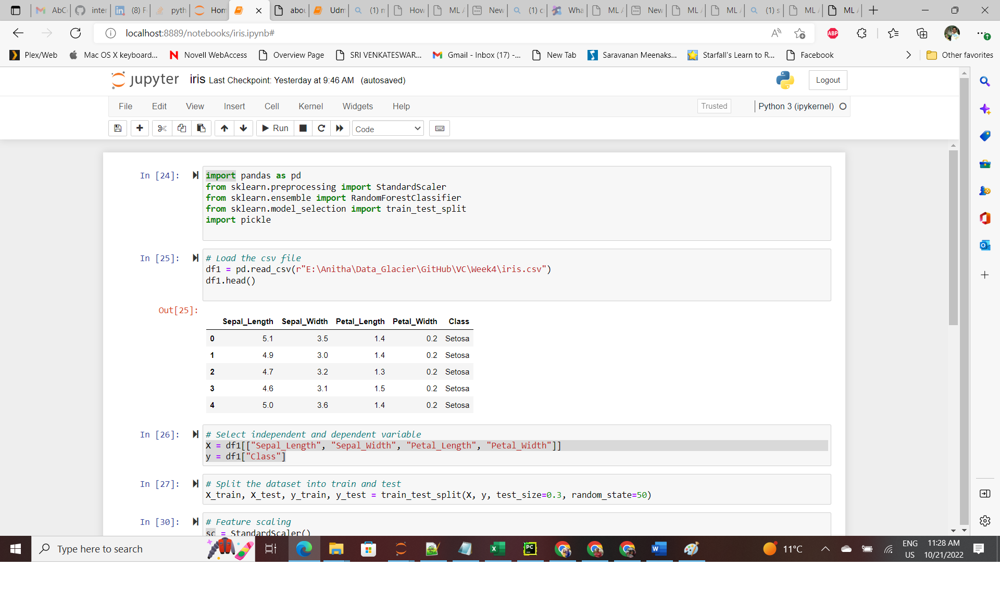 AbC
inter
(8) F
pyth
Hom
abou
Udm
(1) m
How
ML A
New
(1) c
Wha
ML A
New
ML A
ML A
(1) s
ML A
ML A
localhost:8889/notebooks/iris.ipynb#
ABP
Plex/Web
Mac OS X keyboard...
Novell WebAccess
Overview Page
SRI VENKATESWAR...
Gmail - Inbox (17) -...
New Tab
Saravanan Meenaks...
Starfall's Learn to R...
Facebook
Other favorites
jupyter iris Last Checkpoint: Yesterday at 9:46 AM (autosaved)
Logout
File Edit View Insert Cell Kernel Widgets Help
Trusted
Python 3 (ipykernel)
Run
Code
In [24]:
import pandas as pd
from sklearn.preprocessing import StandardScaler
from sklearn.ensemble import RandomForestClassifier
from sklearn.model_selection import train_test_split
import pickle
In [25]:
# Load the csv file
df1 = pd.read_csv(r"E:\Anitha\Data_Glacier\GitHub\VC\Week4\iris.csv")
df1.head()
Out[25]:
Sepal_Length Sepal_Width Petal_Length Petal_Width Class
0 5.1 3.5 1.4 0.2 Setosa
1 4.9 3.0 1.4 0.2 Setosa
2 4.7 3.2 1.3 0.2 Setosa
3 4.6 3.1 1.5 0.2 Setosa
4 5.0 3.6 1.4 0.2 Setosa
In [26]:
# Select independent and dependent variable
X = df1[["Sepal_Length", "Sepal_Width", "Petal_Length", "Petal_Width"]]
y = df1["Class"]
In [27]:
# Split the dataset into train and test
X_train, X_test, y_train, y_test = train_test_split(X, y, test_size=0.3, random_state=50)
In [30]:
# Feature scaling
sc = StandardScaler()
Type here to search
11°C
ENG
US
11:28 AM
10/21/2022